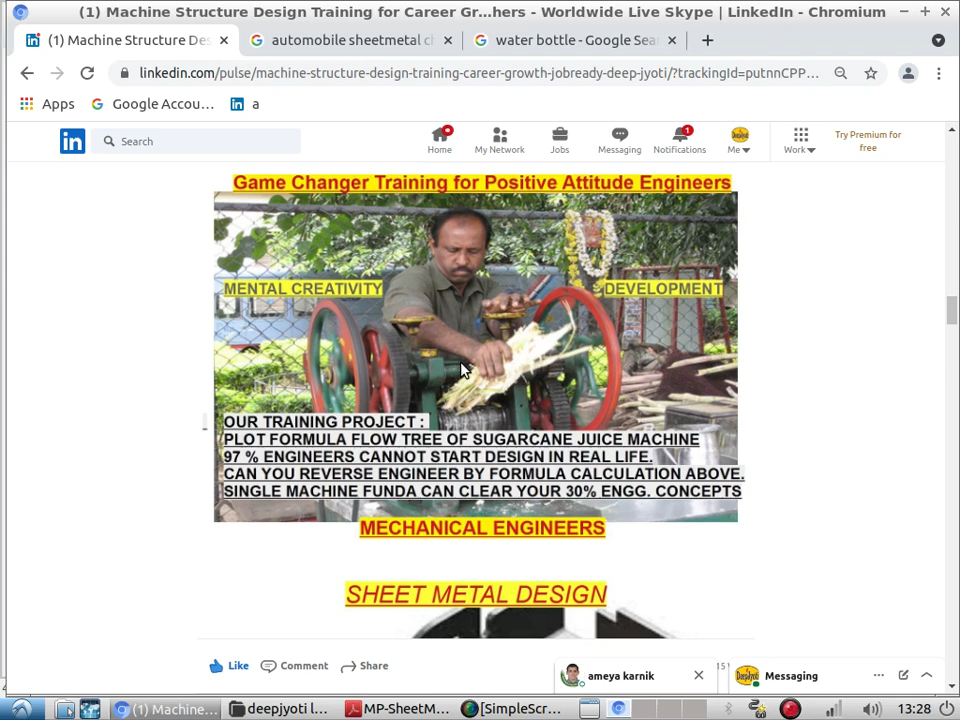 (1) Machine Structure Design Training for Career Gr...hers - Worldwide Live Skype | LinkedIn - Chromium
(1) Machine Structure Des
automobile sheetmetal c
water bottle - Google Sea
linkedin.com/pulse/machine-structure-design-training-career-growth-jobready-deep-jyoti/?trackingId=putnnCPP...
Apps
Google Accou...
a
Search
Home
My Network
Jobs
Messaging
1
Notifications
Me
Work
Try Premium for
free
Game Changer Training for Positive Attitude Engineers
MENTAL CREATIVITY
DEVELOPMENT
OUR TRAINING PROJECT :
PLOT FORMULA FLOW TREE OF SUGARCANE JUICE MACHINE
97 % ENGINEERS CANNOT START DESIGN IN REAL LIFE.
CAN YOU REVERSE ENGINEER BY FORMULA CALCULATION ABOVE.
SINGLE MACHINE FUNDA CAN CLEAR YOUR 30% ENGG. CONCEPTS
MECHANICAL ENGINEERS
SHEET METAL DESIGN
Like
Comment
Share
ameya karnik
Messaging
(1) Machine...
deepjyoti l...
MP-SheetM...
[SimpleScr...
13:28